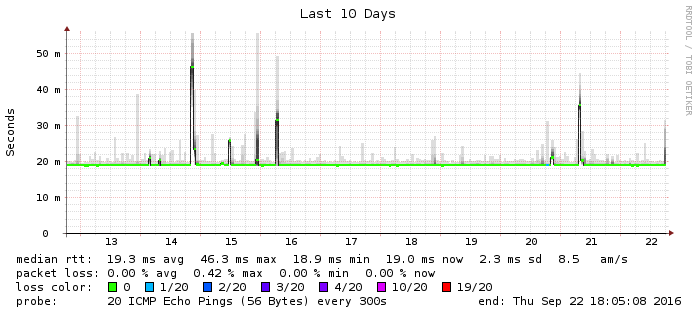 Last 10 Days
RRDTOOL / TOBI OETIKER
Seconds
50 m
40 m
30 m
20 m
10 m
0
13 14 15 16 17 18 19 20 21 22
median rtt: 19.3 ms avg 46.3 ms max 18.9 ms min 19.0 ms now 2.3 ms sd 8.5 am/s
packet loss: 0.00 % avg 0.42 % max 0.00 % min 0.00 % now
loss color: 0 1/20 2/20 3/20 4/20 10/20 19/20
probe: 20 ICMP Echo Pings (56 Bytes) every 300s end: Thu Sep 22 18:05:08 2016